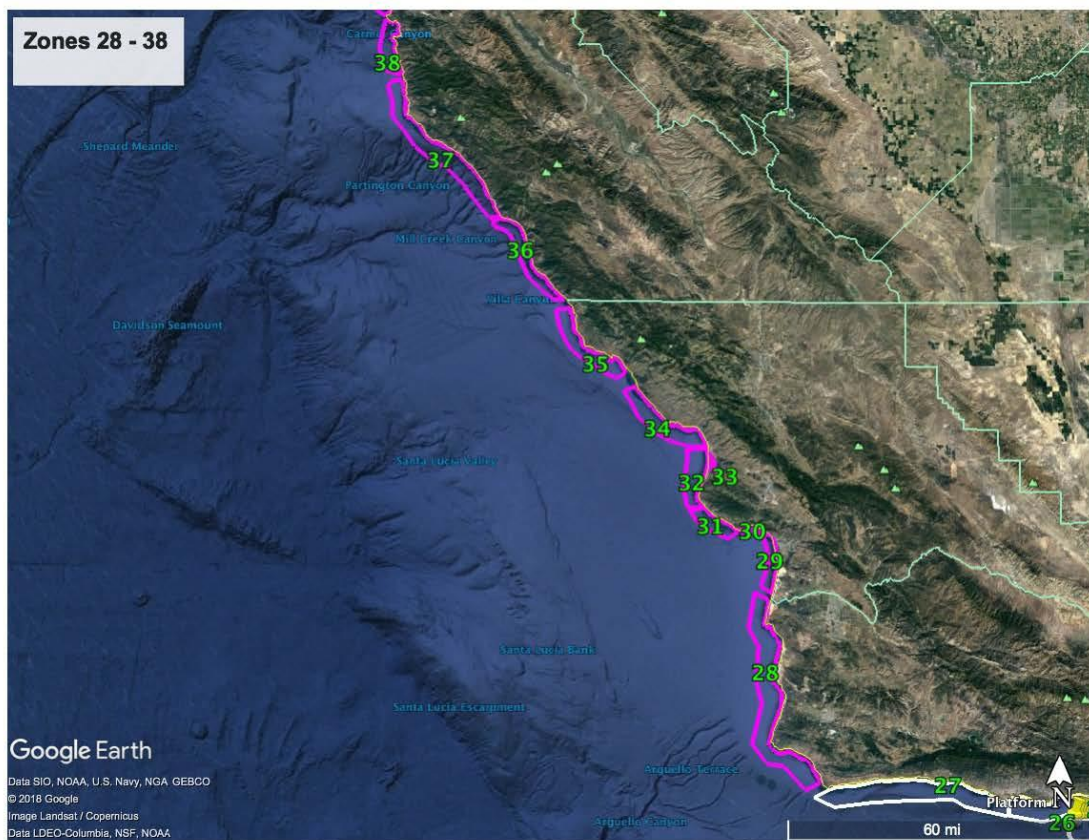 Zones 28 - 38
38
Shepard Meander
37
Partington Canyon
Mill Creek Canyon
36
Davidson Seamount
35
34
Santa Lucia Valley
33
32
31
30
29
Santa Lucia Bank
28
Santa Lucia Escarpment
Google Earth
Arguello Terrace
Data SIO, NOAA, U.S. Navy, NGA GEBCO
© 2018 Google
Image Landsat / Copernicus
Data LDEO-Columbia, NSF, NOAA
27
Platform
N
26
Arguello Canyon
60 mi